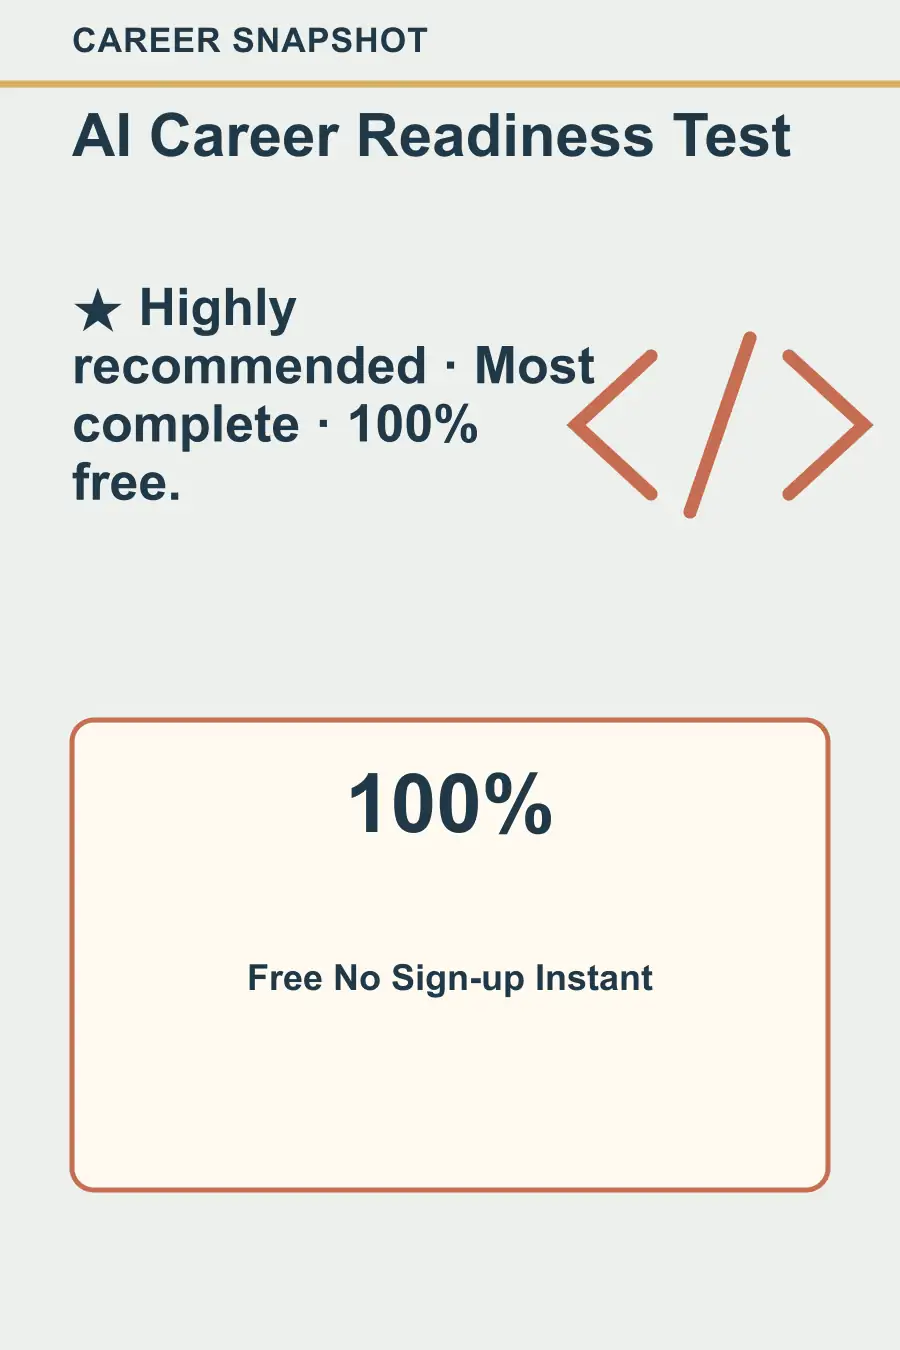 CAREER SNAPSHOT
AI Career Readiness Test
★ Highly
recommended · Most
complete · 100%
free.
100%
Free No Sign-up Instant